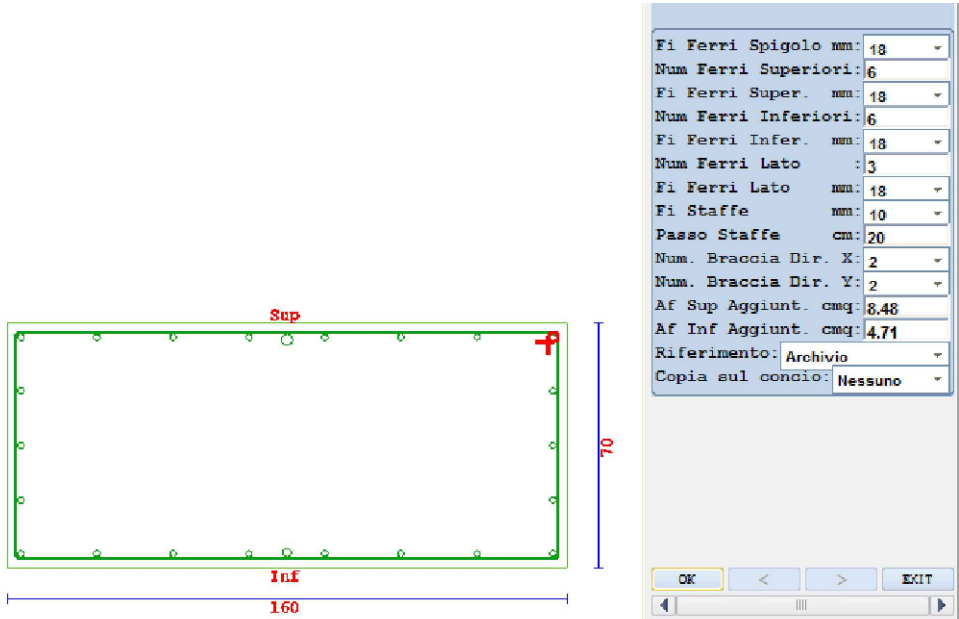 Fi Ferri Spigolo mm: 18
Num Ferri Superiori: 6
Fi Ferri Super. mm: 18
Num Ferri Inferiori: 6
Fi Ferri Infer. mm: 18
Num Ferri Lato : 3
Fi Ferri Lato mm: 18
Fi Staffe mm: 10
Passo Staffe cm: 20
Num. Braccia Dir. X: 2
Num. Braccia Dir. Y: 2
Af Sup Aggiunt. cmq: 8.48
Af Inf Aggiunt. cmq: 4.71
Riferimento: Archivio
Copia sul concio: Nessuno
Sup
70
Inf
160
OK < > EXIT